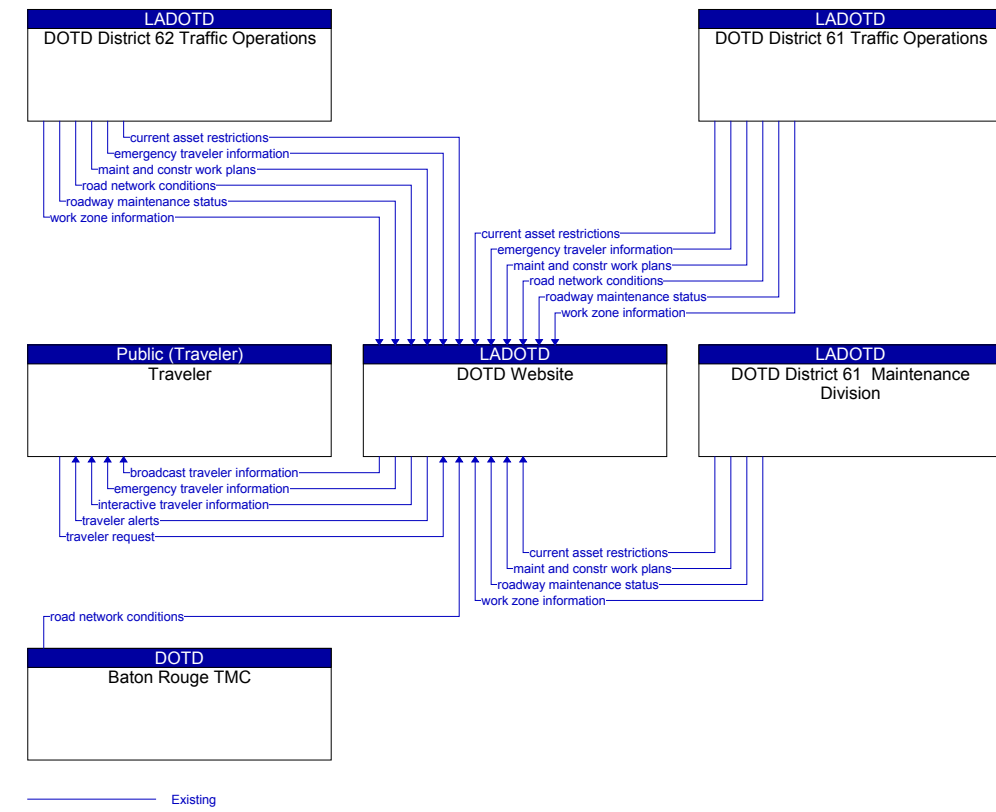 LADOTD
DOTD District 62 Traffic Operations
LADOTD
DOTD District 61 Traffic Operations
current asset restrictions
emergency traveler information
maint and constr work plans
road network conditions
roadway maintenance status
work zone information
current asset restrictions
emergency traveler information
maint and constr work plans
road network conditions
roadway maintenance status
work zone information
Public (Traveler)
Traveler
LADOTD
DOTD Website
LADOTD
DOTD District 61 Maintenance
Division
broadcast traveler information
emergency traveler information
interactive traveler information
traveler alerts
traveler request
current asset restrictions
maint and constr work plans
roadway maintenance status
work zone information
road network conditions
DOTD
Baton Rouge TMC
Existing